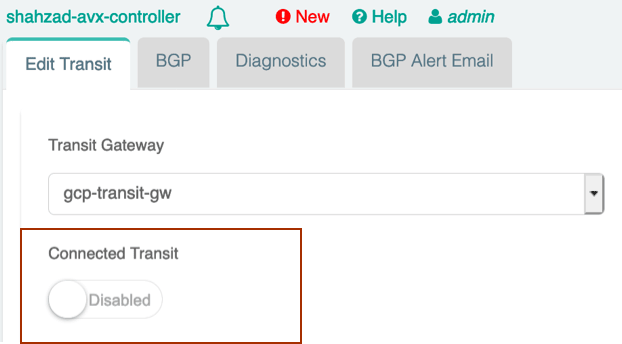 shahzad-avx-controller New Help admin
Edit Transit BGP Diagnostics BGP Alert Email
Transit Gateway
gcp-transit-gw
Connected Transit
Disabled